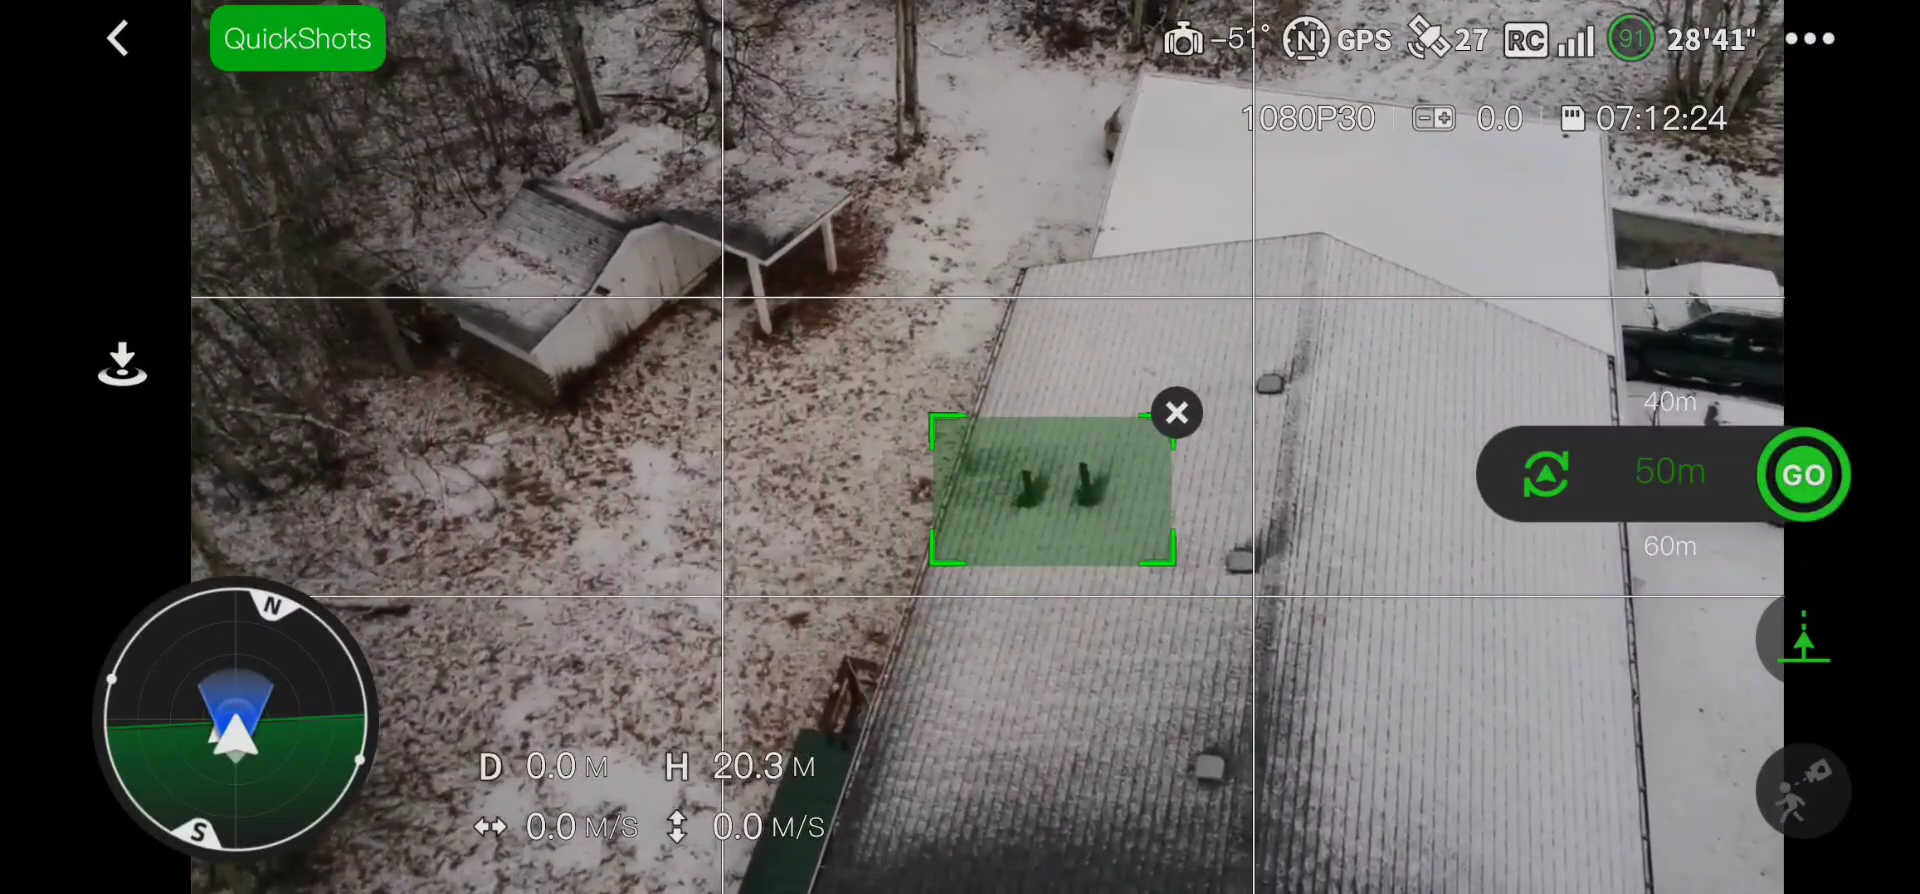 QuickShots
-51° N GPS 27 RC 91 28'41"
1080P30 0.0 07:12:24
40m
50m GO
60m
N
S
D 0.0 M H 20.3 M
0.0 M/S 0.0 M/S